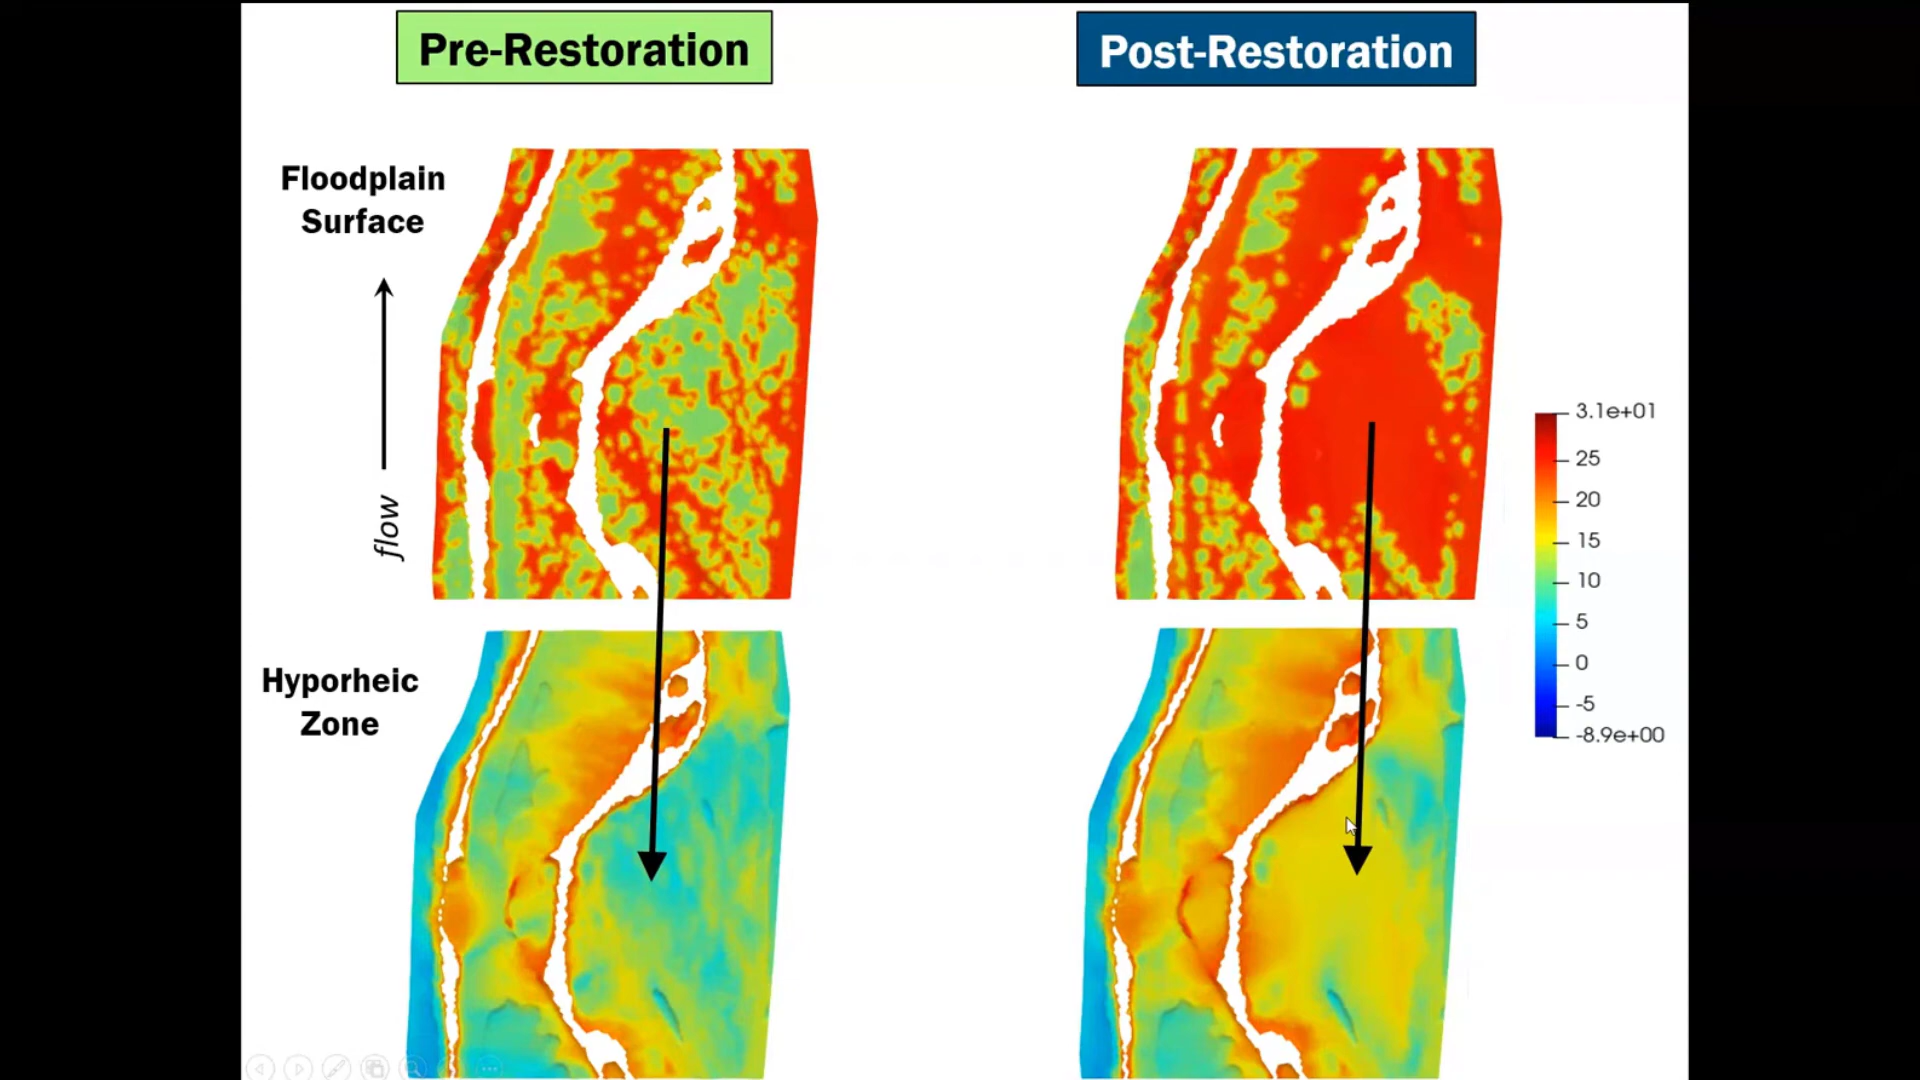 Pre-Restoration
Post-Restoration
Floodplain
Surface
flow
Hyporheic
Zone
3.1e+01
25
20
15
10
5
0
-5
-8.9e+00